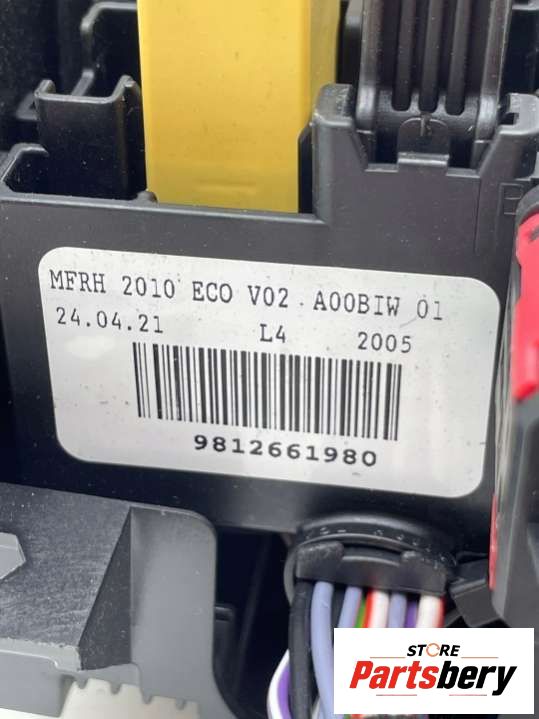 MFRH 2010 ECO V02 A00BIW 01
24.04.21 L4 2005
9812661980
STORE
Partsbery